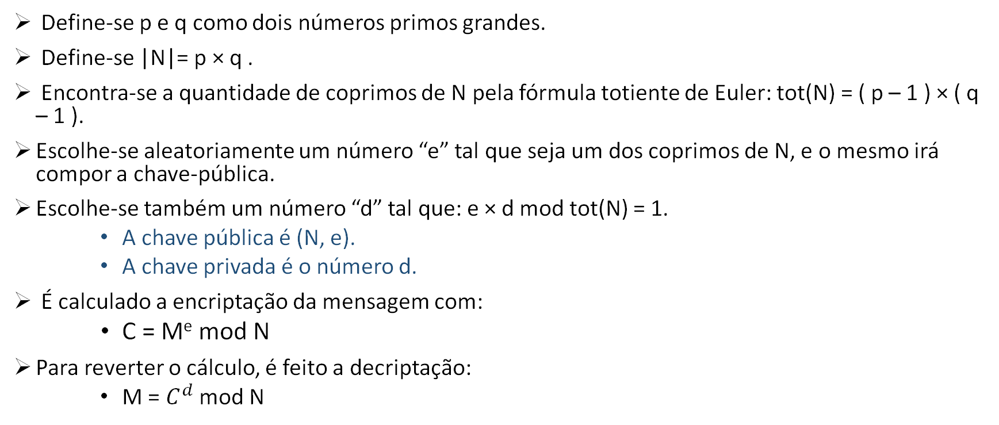 ➢ Define-se p e q como dois números primos grandes.
➢ Define-se |N|= p × q .
➢ Encontra-se a quantidade de coprimos de N pela fórmula totiente de Euler: tot(N) = ( p – 1 ) × ( q
– 1 ).
➢ Escolhe-se aleatoriamente um número “e” tal que seja um dos coprimos de N, e o mesmo irá
compor a chave-pública.
➢ Escolhe-se também um número “d” tal que: e × d mod tot(N) = 1.
• A chave pública é (N, e).
• A chave privada é o número d.
➢ É calculado a encriptação da mensagem com:
• C = Mᵉ mod N
➢ Para reverter o cálculo, é feito a decriptação:
• M = 𝐶ᵈ mod N